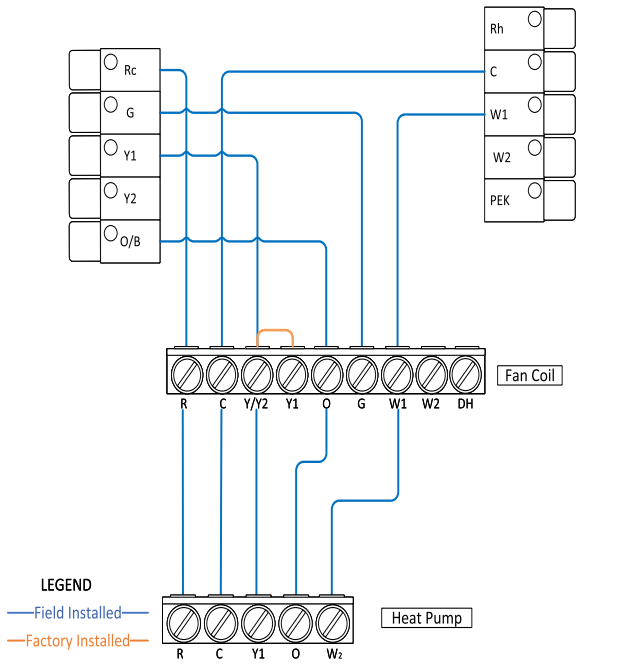 Rh
Rc
C
G
W1
Y1
W2
Y2
PEK
O/B
Fan Coil
R C Y/Y2 Y1 O G W1 W2 DH
LEGEND
Field Installed
Factory Installed
Heat Pump
R C Y1 O W₂